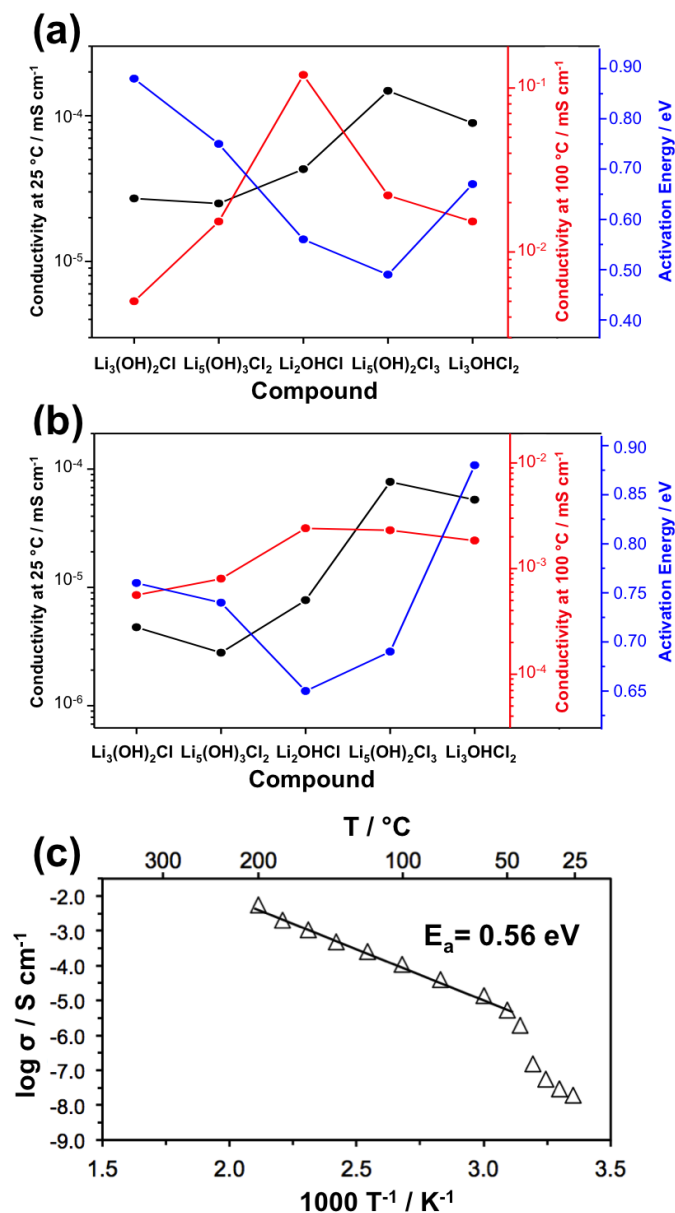 (a)
Conductivity at 25 °C / mS cm⁻¹
10⁻⁴
10⁻⁵
Conductivity at 100 °C / mS cm⁻¹
10⁻¹
10⁻²
Activation Energy / eV
0.90
0.80
0.70
0.60
0.50
0.40
Li₃(OH)₂Cl Li₅(OH)₃Cl₂ Li₂OHCl Li₅(OH)₂Cl₃ Li₃OHCl₂
Compound
(b)
Conductivity at 25 °C / mS cm⁻¹
10⁻⁴
10⁻⁵
10⁻⁶
Conductivity at 100 °C / mS cm⁻¹
10⁻²
10⁻³
10⁻⁴
Activation Energy / eV
0.90
0.85
0.80
0.75
0.70
0.65
Li₃(OH)₂Cl Li₅(OH)₃Cl₂ Li₂OHCl Li₅(OH)₂Cl₃ Li₃OHCl₂
Compound
(c)
T / °C
300 200 100 50 25
log σ / S cm⁻¹
-2.0
-3.0
-4.0
-5.0
-6.0
-7.0
-8.0
-9.0
Eₐ= 0.56 eV
1.5 2.0 2.5 3.0 3.5
1000 T⁻¹ / K⁻¹